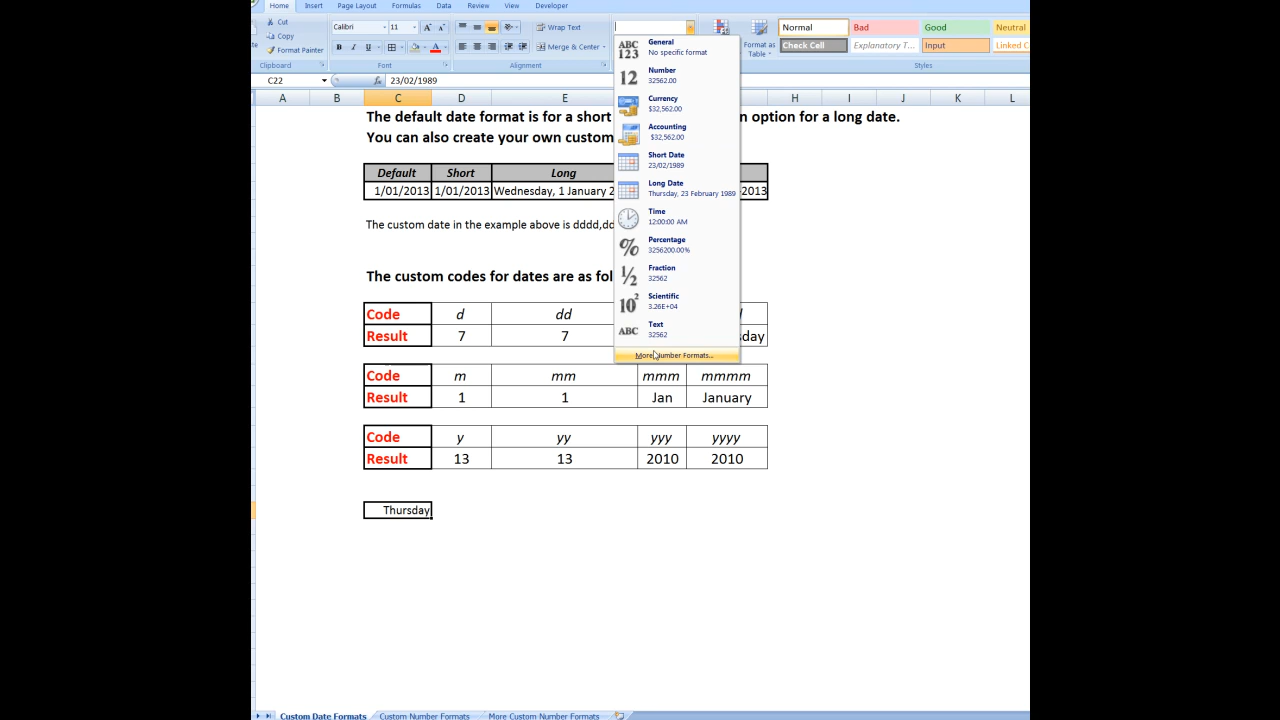 Home Insert Page Layout Formulas Data Review View Developer
Cut
Copy
Format Painter
Clipboard
Calibri 11 A A
B I U A
Font
Wrap Text
Merge & Center
Alignment
Format as
Table
Normal Bad Good Neutral
Check Cell Explanatory T... Input Linked C
Styles
C22 fx 23/02/1989
A B C D E H I J K L
ABC
123
General
No specific format
12
Number
32562.00
Currency
$32,562.00
Accounting
$32,562.00
Short Date
23/02/1989
Long Date
Thursday, 23 February 1989
Time
12:00:00 AM
%
Percentage
3256200.00%
1/2
Fraction
32562
10²
Scientific
3.26E+04
ABC
Text
32562
More Number Formats...
The default date format is for a short n option for a long date.
You can also create your own custom
Default Short Long
1/01/2013 1/01/2013 Wednesday, 1 January 2 2013
The custom date in the example above is dddd,dd
The custom codes for dates are as fol
Code d dd
Result 7 7 sday
Code m mm mmm mmmm
Result 1 1 Jan January
Code y yy yyy yyyy
Result 13 13 2010 2010
Thursday
Custom Date Formats Custom Number Formats More Custom Number Formats